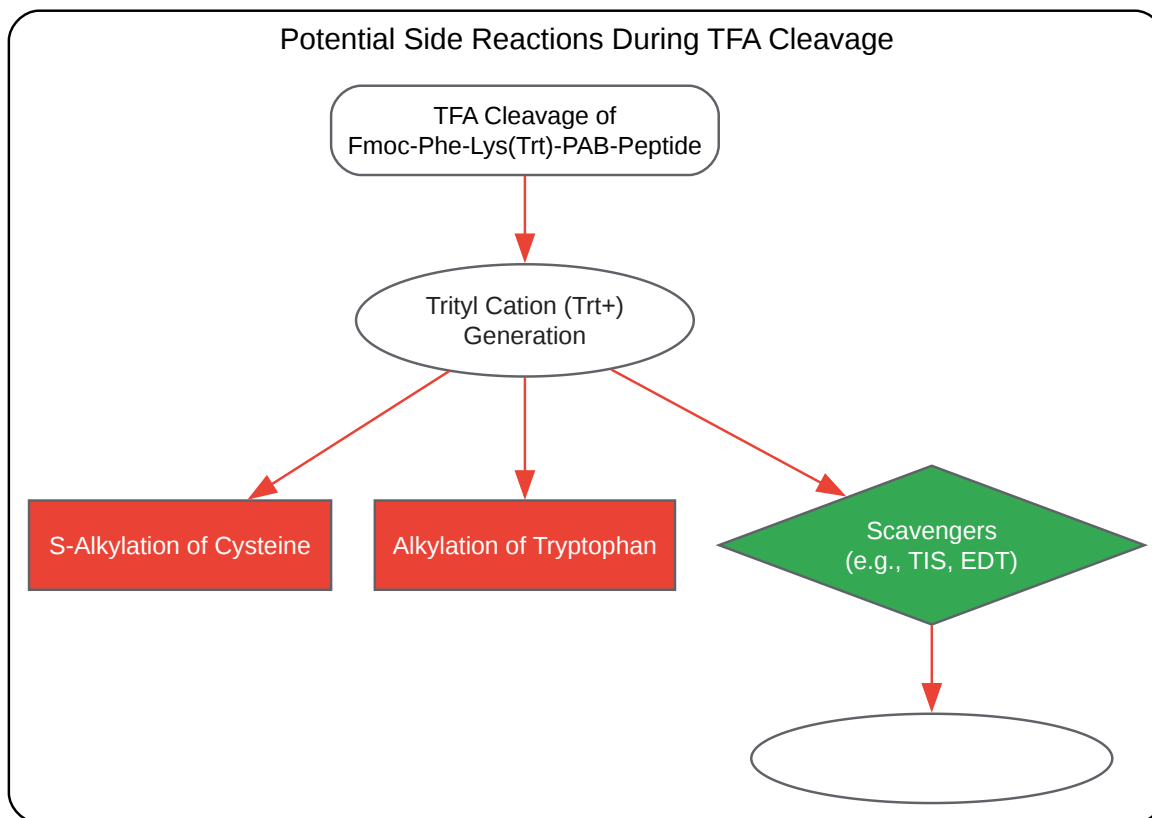 Potential Side Reactions During TFA Cleavage
TFA Cleavage of
Fmoc-Phe-Lys(Trt)-PAB-Peptide
Trityl Cation (Trt+)
Generation
S-Alkylation of Cysteine
Alkylation of Tryptophan
Scavengers
(e.g., TIS, EDT)